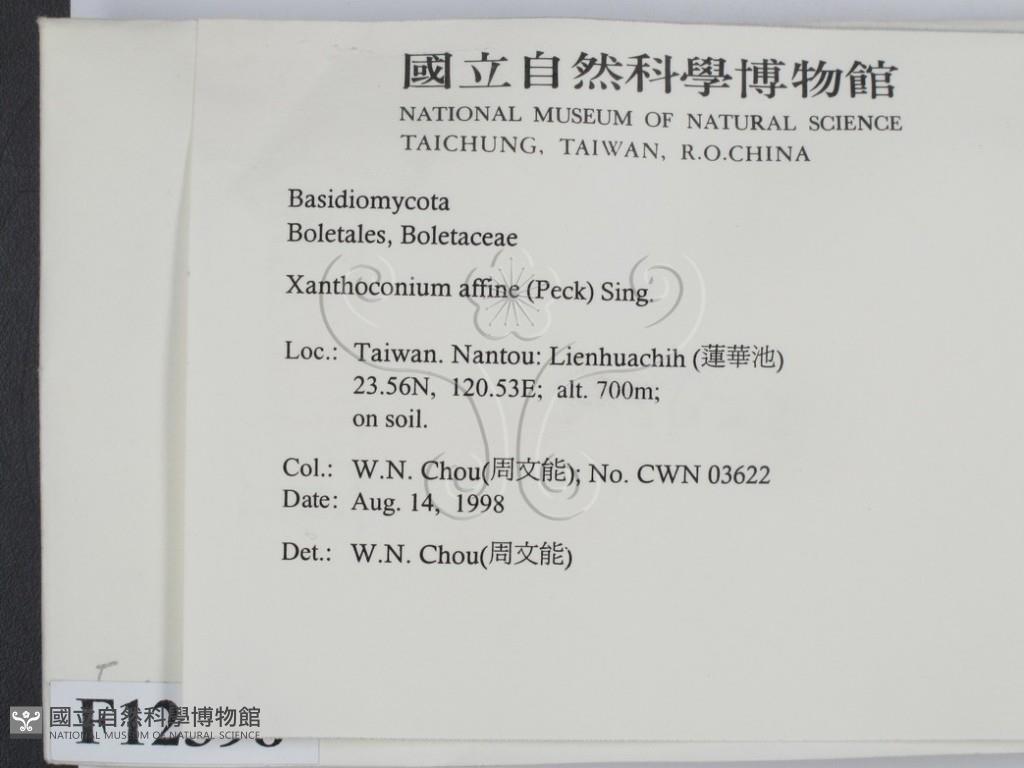 國立自然科學博物館
NATIONAL MUSEUM OF NATURAL SCIENCE
TAICHUNG, TAIWAN, R.O.CHINA
Basidiomycota
Boletales, Boletaceae
Xanthoconium affine (Peck) Sing.
Loc.: Taiwan. Nantou: Lienhuachih (蓮華池)
23.56N, 120.53E; alt. 700m;
on soil.
Col.: W.N. Chou(周文能); No. CWN 03622
Date: Aug. 14, 1998
Det.: W.N. Chou(周文能)
國立自然科學博物館
NATIONAL MUSEUM OF NATURAL SCIENCE